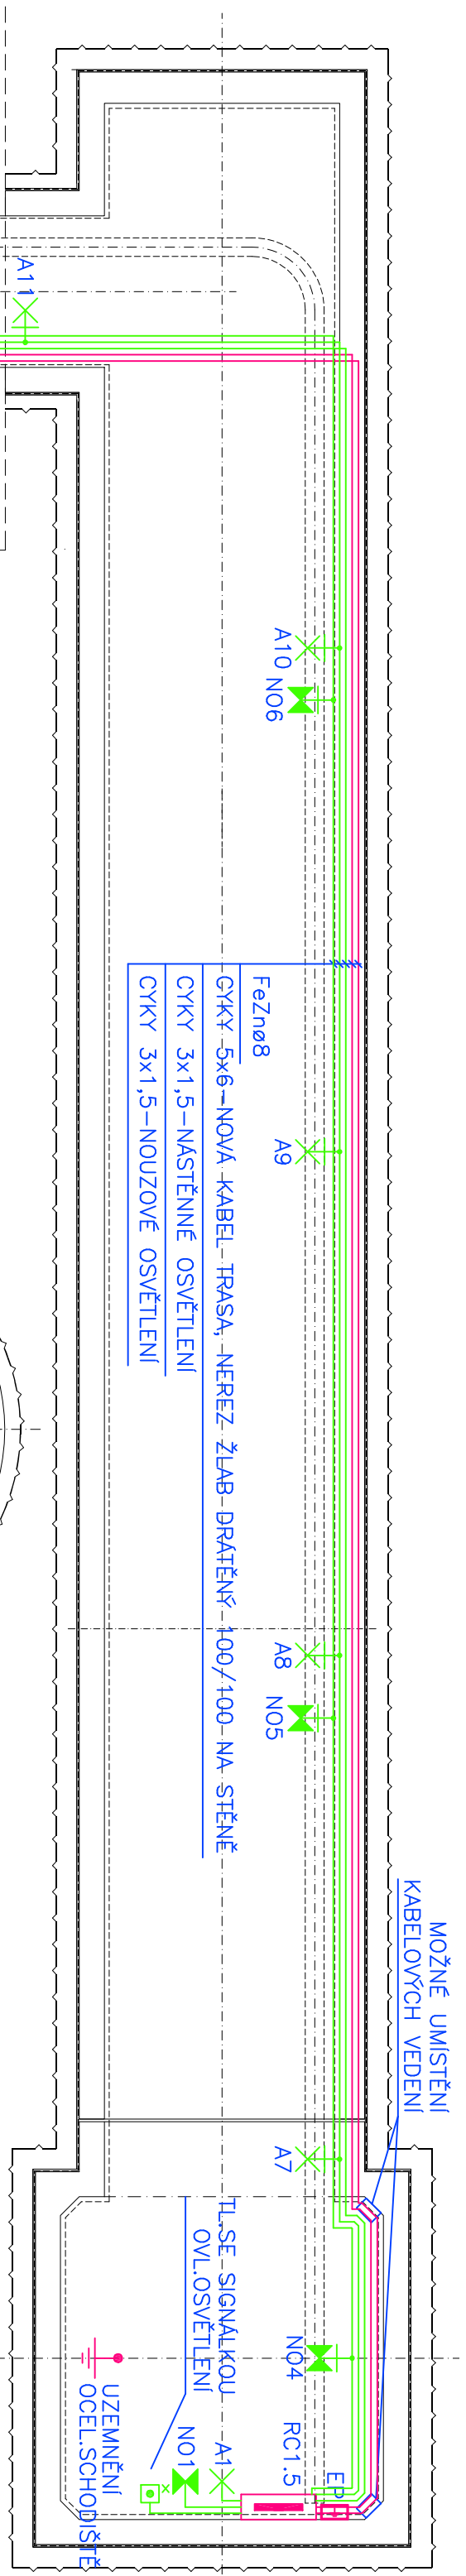 A11
A10
NO6
FeZnø8
CYKY 5x6–NOVÁ KABEL TRASA, NEREZ ŽLAB DRÁTĚNÝ 100/100 NA STĚNĚ
CYKY 3x1,5–NÁSTĚNNÉ OSVĚTLENÍ
CYKY 3x1,5–NOUZOVÉ OSVĚTLENÍ
A9
A8
NO5
MOŽNÉ UMÍSTĚNÍ
KABELOVÝCH VEDENÍ
A7
TL.SE SIGNÁLKOU
OVL.OSVĚTLENÍ
NO4
RC1.5
EP
A1
NO1
UZEMNĚNÍ
OCEL.SCHODIŠTĚ